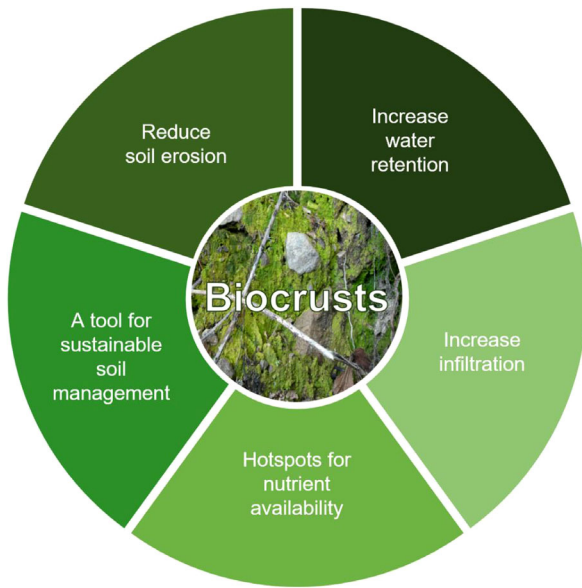 Reduce
soil erosion
Increase
water
retention
Biocrusts
A tool for
sustainable
soil
management
Increase
infiltration
Hotspots for
nutrient
availability